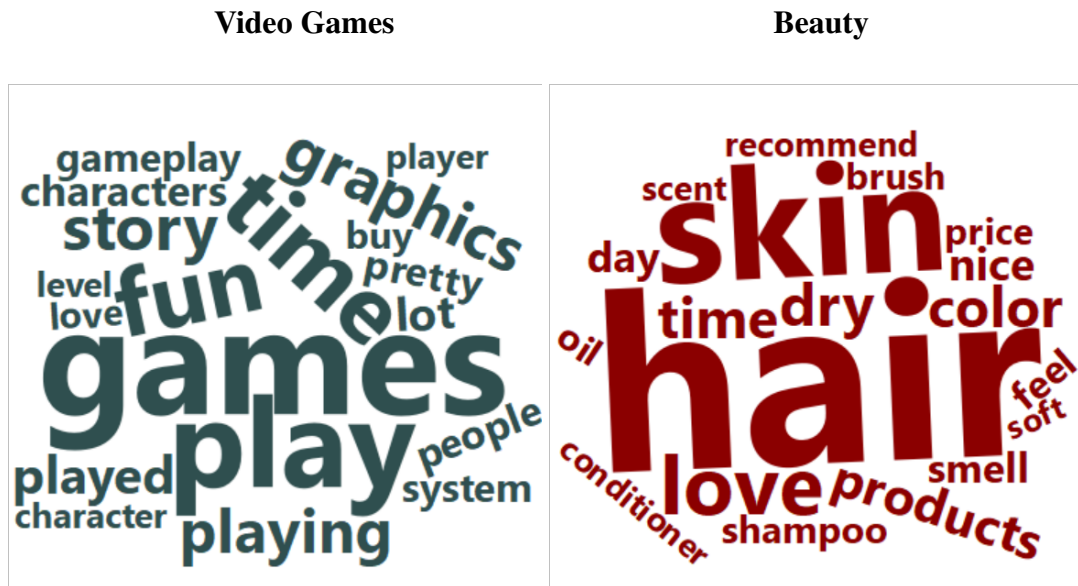 Video Games
Beauty
gameplay
graphics
player
characters
time
story
buy
pretty
level
fun
love
lot
games
play
people
played
system
character
playing
recommend
scent
skin
brush
day
price
nice
time
dry
color
oil
hair
feel
soft
conditioner
love
products
smell
shampoo